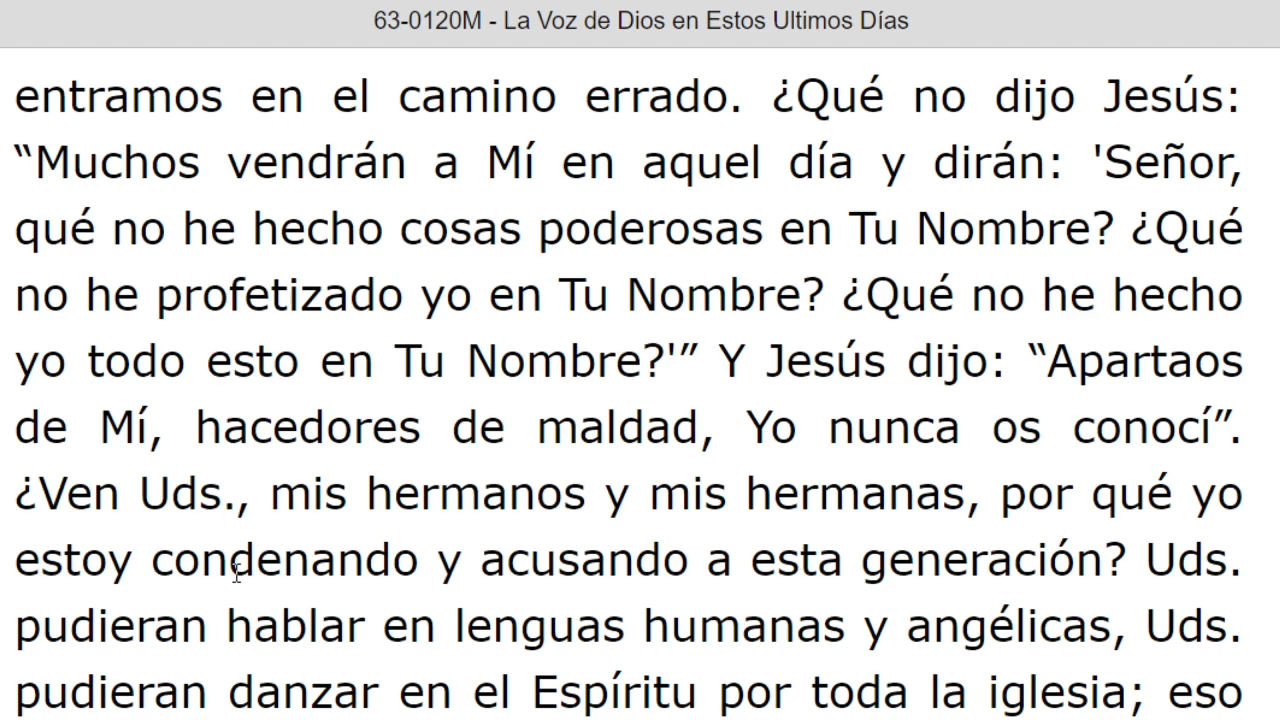 63-0120M - La Voz de Dios en Estos Ultimos Días
entramos en el camino errado. ¿Qué no dijo Jesús:
“Muchos vendrán a Mí en aquel día y dirán: 'Señor,
qué no he hecho cosas poderosas en Tu Nombre? ¿Qué
no he profetizado yo en Tu Nombre? ¿Qué no he hecho
yo todo esto en Tu Nombre?'” Y Jesús dijo: “Apartaos
de Mí, hacedores de maldad, Yo nunca os conocí”.
¿Ven Uds., mis hermanos y mis hermanas, por qué yo
estoy condenando y acusando a esta generación? Uds.
pudieran hablar en lenguas humanas y angélicas, Uds.
pudieran danzar en el Espíritu por toda la iglesia; eso